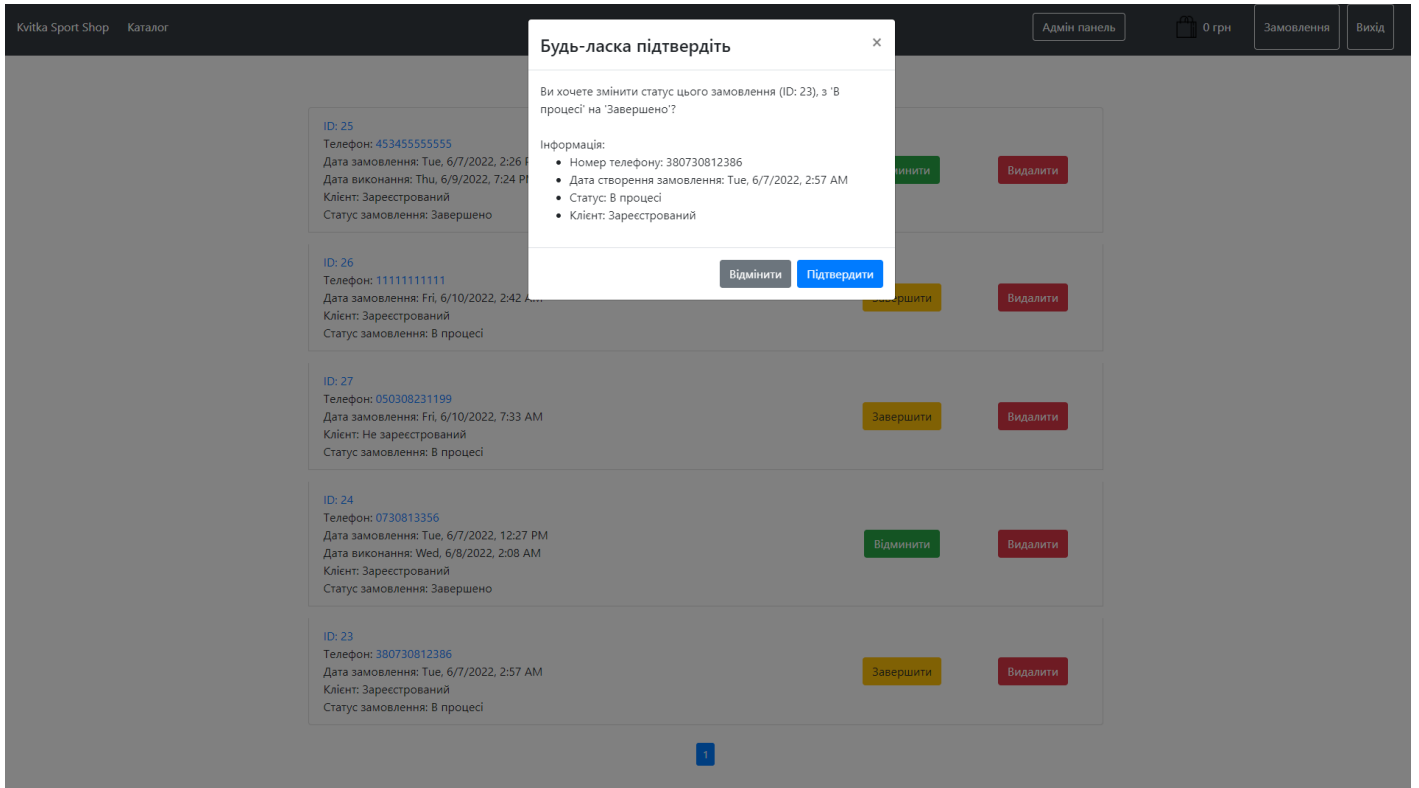 Kvitka Sport Shop Каталог Адмін панель 0 грн Замовлення Вихід
Будь-ласка підтвердіть ×
Ви хочете змінити статус цього замовлення (ID: 23), з 'В
процесі' на 'Завершено'?
Інформація:
• Номер телефону: 380730812386
• Дата створення замовлення: Tue, 6/7/2022, 2:57 AM
• Статус: В процесі
• Клієнт: Зареєстрований
Відмінити Підтвердити
ID: 25
Телефон: 453455555555
Дата замовлення: Tue, 6/7/2022, 2:26
Дата виконання: Thu, 6/9/2022, 7:24
Клієнт: Зареєстрований
Статус замовлення: Завершено
Видалити
ID: 26
Телефон: 11111111111
Дата замовлення: Fri, 6/10/2022, 2:42
Клієнт: Зареєстрований
Статус замовлення: В процесі
Видалити
ID: 27
Телефон: 050308231199
Дата замовлення: Fri, 6/10/2022, 7:33 AM
Клієнт: Не зареєстрований
Статус замовлення: В процесі
Завершити Видалити
ID: 24
Телефон: 0730813356
Дата замовлення: Tue, 6/7/2022, 12:27 PM
Дата виконання: Wed, 6/8/2022, 2:08 AM
Клієнт: Зареєстрований
Статус замовлення: Завершено
Відминити Видалити
ID: 23
Телефон: 380730812386
Дата замовлення: Tue, 6/7/2022, 2:57 AM
Клієнт: Зареєстрований
Статус замовлення: В процесі
Завершити Видалити
1